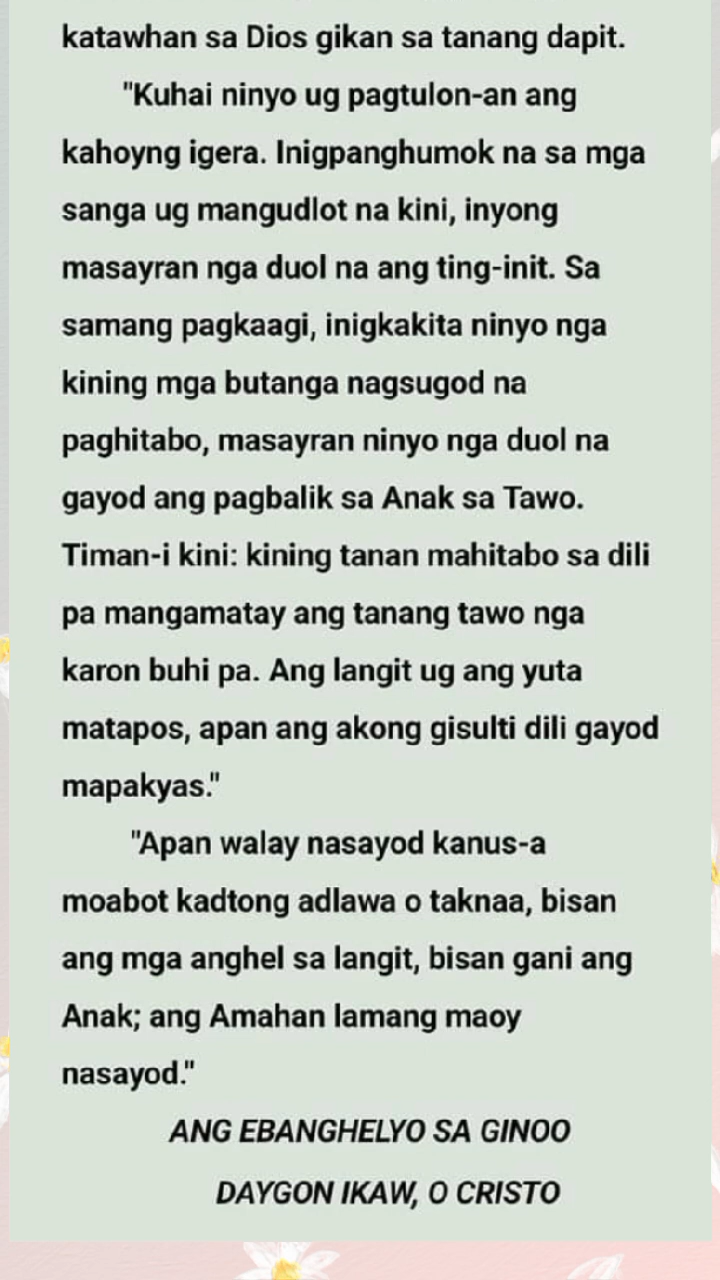 katawhan sa Dios gikan sa tanang dapit.
"Kuhai ninyo ug pagtulon-an ang
kahoyng igera. Inigpanghumok na sa mga
sanga ug mangudlot na kini, inyong
masayran nga duol na ang ting-init. Sa
samang pagkaagi, inigkakita ninyo nga
kining mga butanga nagsugod na
paghitabo, masayran ninyo nga duol na
gayod ang pagbalik sa Anak sa Tawo.
Timan-i kini: kining tanan mahitabo sa dili
pa mangamatay ang tanang tawo nga
karon buhi pa. Ang langit ug ang yuta
matapos, apan ang akong gisulti dili gayod
mapakyas."
"Apan walay nasayod kanus-a
moabot kadtong adlawa o taknaa, bisan
ang mga anghel sa langit, bisan gani ang
Anak; ang Amahan lamang maoy
nasayod."
ANG EBANGHELYO SA GINOO
DAYGON IKAW, O CRISTO